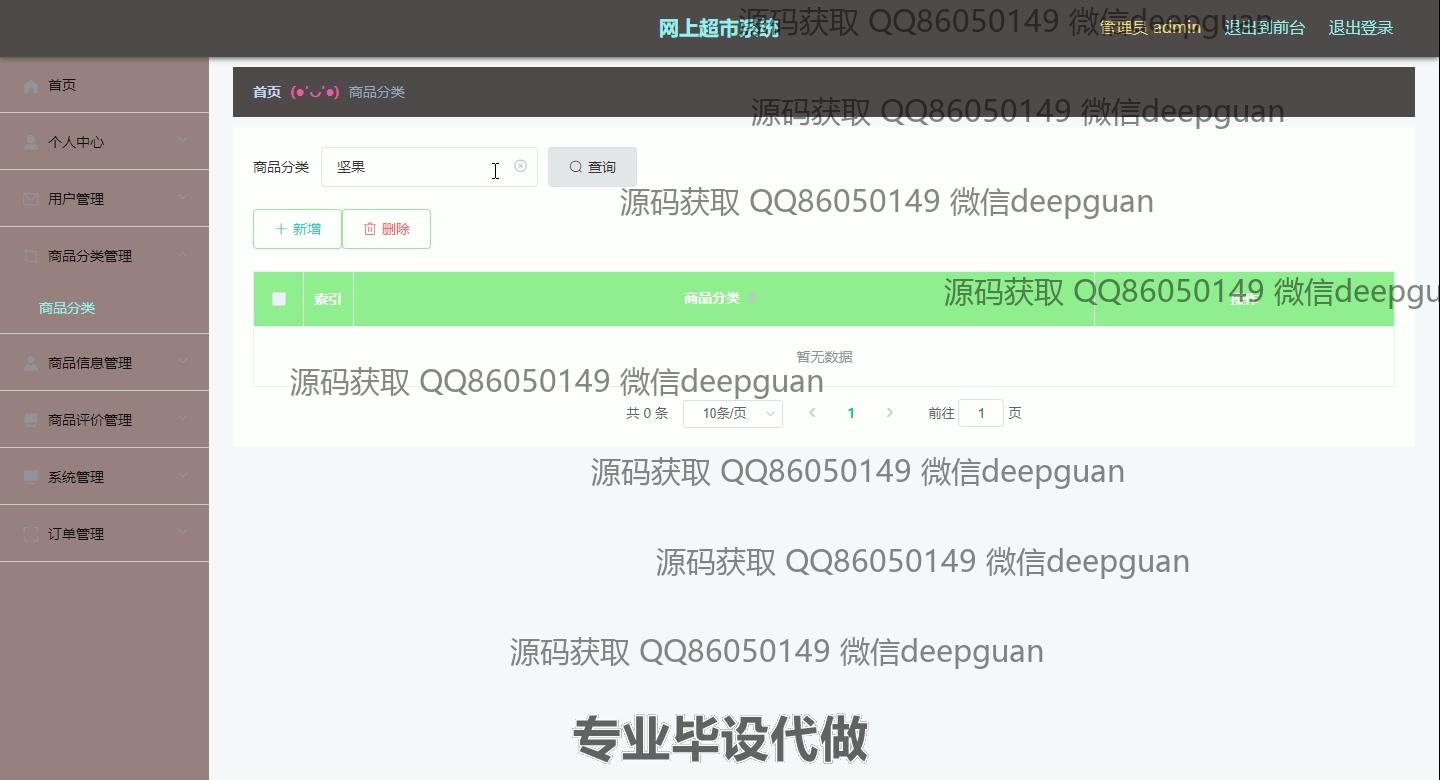 网上超市系统
管理员 admin 退出到前台 退出登录
源码获取 QQ86050149 微信deepguan
首页
个人中心
用户管理
商品分类管理
商品分类
商品信息管理
商品评价管理
系统管理
订单管理
首页 (●'◡'●) 商品分类
源码获取 QQ86050149 微信deepguan
商品分类 坚果 查询
源码获取 QQ86050149 微信deepguan
新增 删除
索引 商品分类 操作
源码获取 QQ86050149 微信deepgu
暂无数据
源码获取 QQ86050149 微信deepguan
共 0 条 10条/页 1 前往 1 页
源码获取 QQ86050149 微信deepguan
源码获取 QQ86050149 微信deepguan
源码获取 QQ86050149 微信deepguan
专业毕设代做